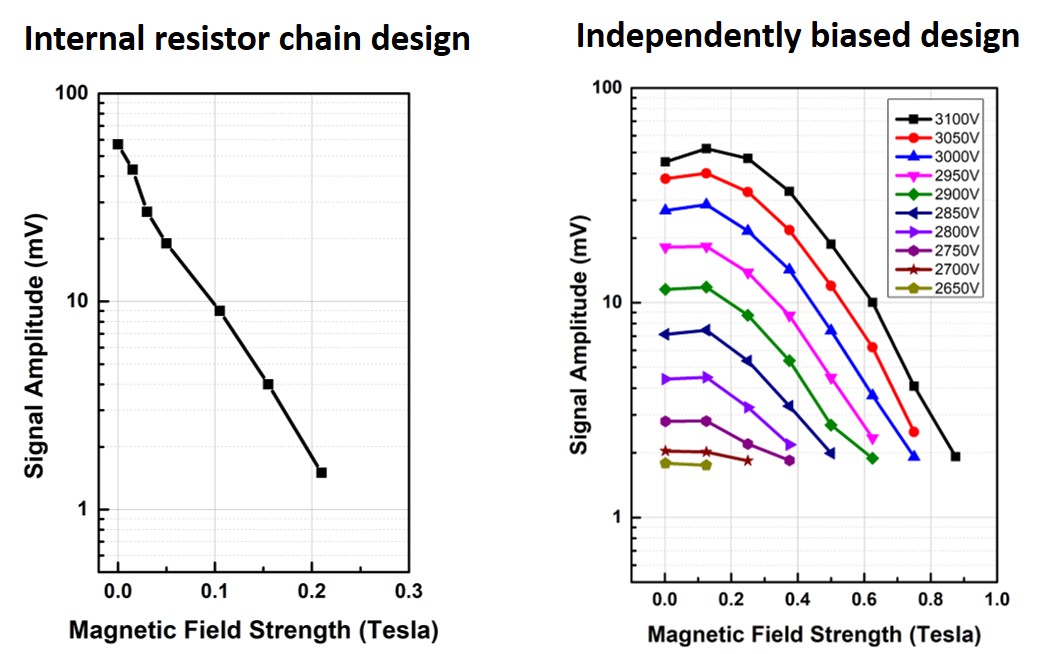 Internal resistor chain design
Independently biased design
Signal Amplitude (mV)
100
10
1
0.0
0.1
0.2
0.3
Magnetic Field Strength (Tesla)
Signal Amplitude (mV)
100
10
1
0.0
0.2
0.4
0.6
0.8
1.0
Magnetic Field Strength (Tesla)
3100V
3050V
3000V
2950V
2900V
2850V
2800V
2750V
2700V
2650V